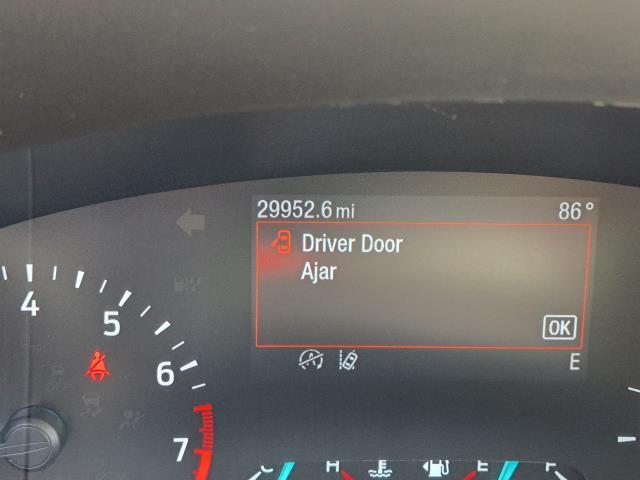 29952.6 mi 86°
Driver Door
Ajar
OK
E
4
5
6
7
C H E F